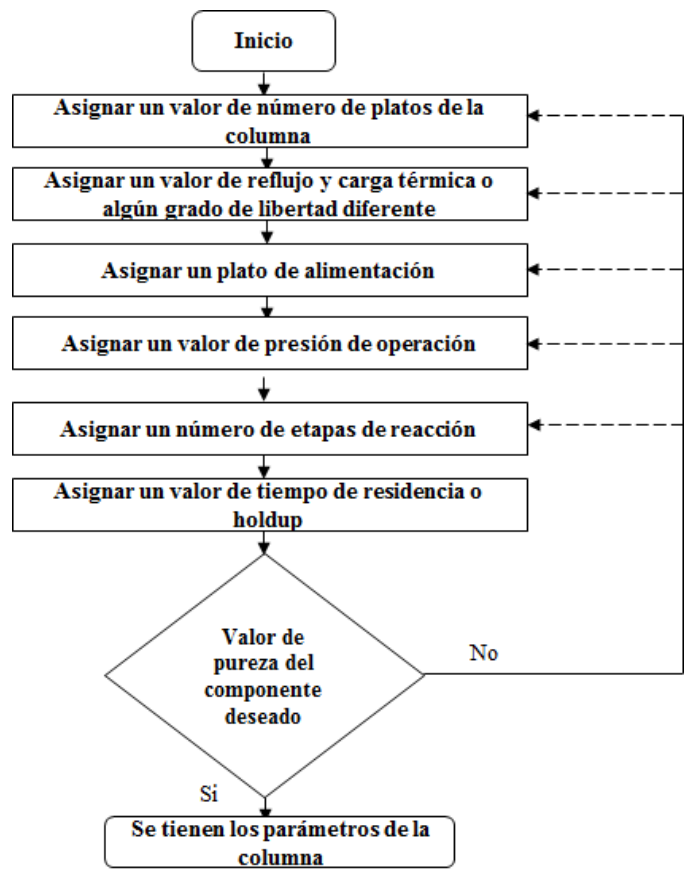 Inicio
Asignar un valor de número de platos de la
columna
Asignar un valor de reflujo y carga térmica o
algún grado de libertad diferente
Asignar un plato de alimentación
Asignar un valor de presión de operación
Asignar un número de etapas de reacción
Asignar un valor de tiempo de residencia o
holdup
Valor de
pureza del
componente
deseado
No
Si
Se tienen los parámetros de la
columna